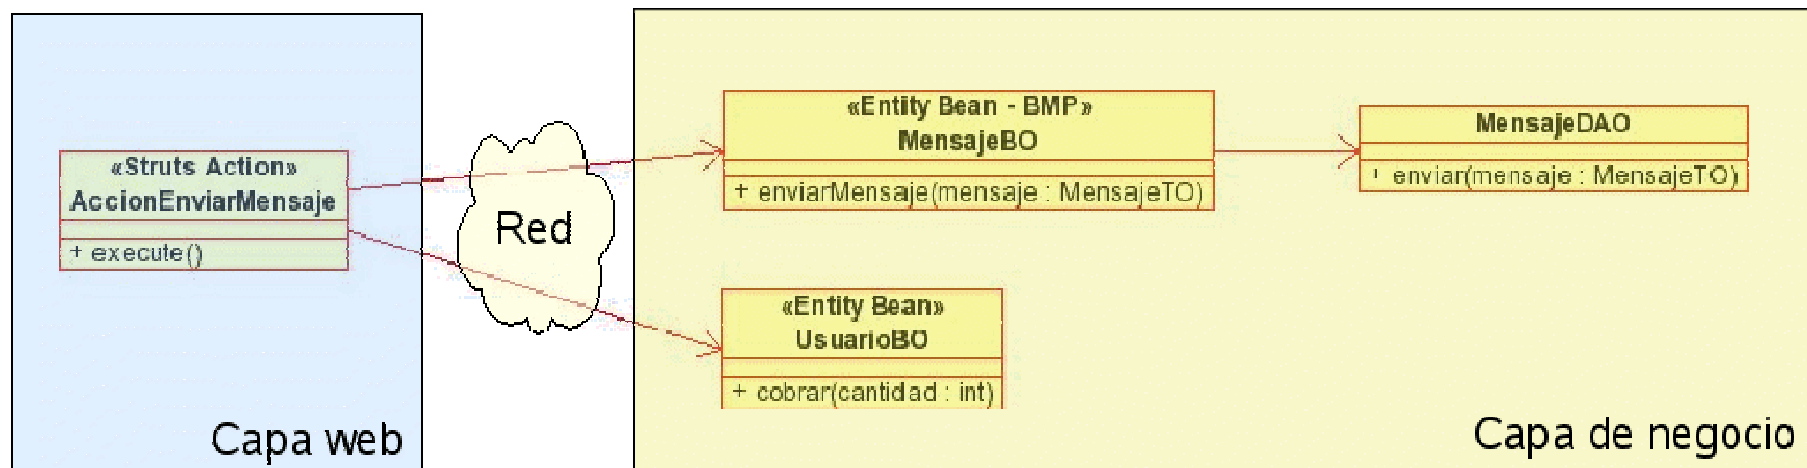 «Struts Action»
AccionEnviarMensaje
+ execute()
Capa web
Red
«Entity Bean - BMP»
MensajeBO
+ enviarMensaje(mensaje : MensajeTO)
MensajeDAO
+ enviar(mensaje : MensajeTO)
«Entity Bean»
UsuarioBO
+ cobrar(cantidad : int)
Capa de negocio